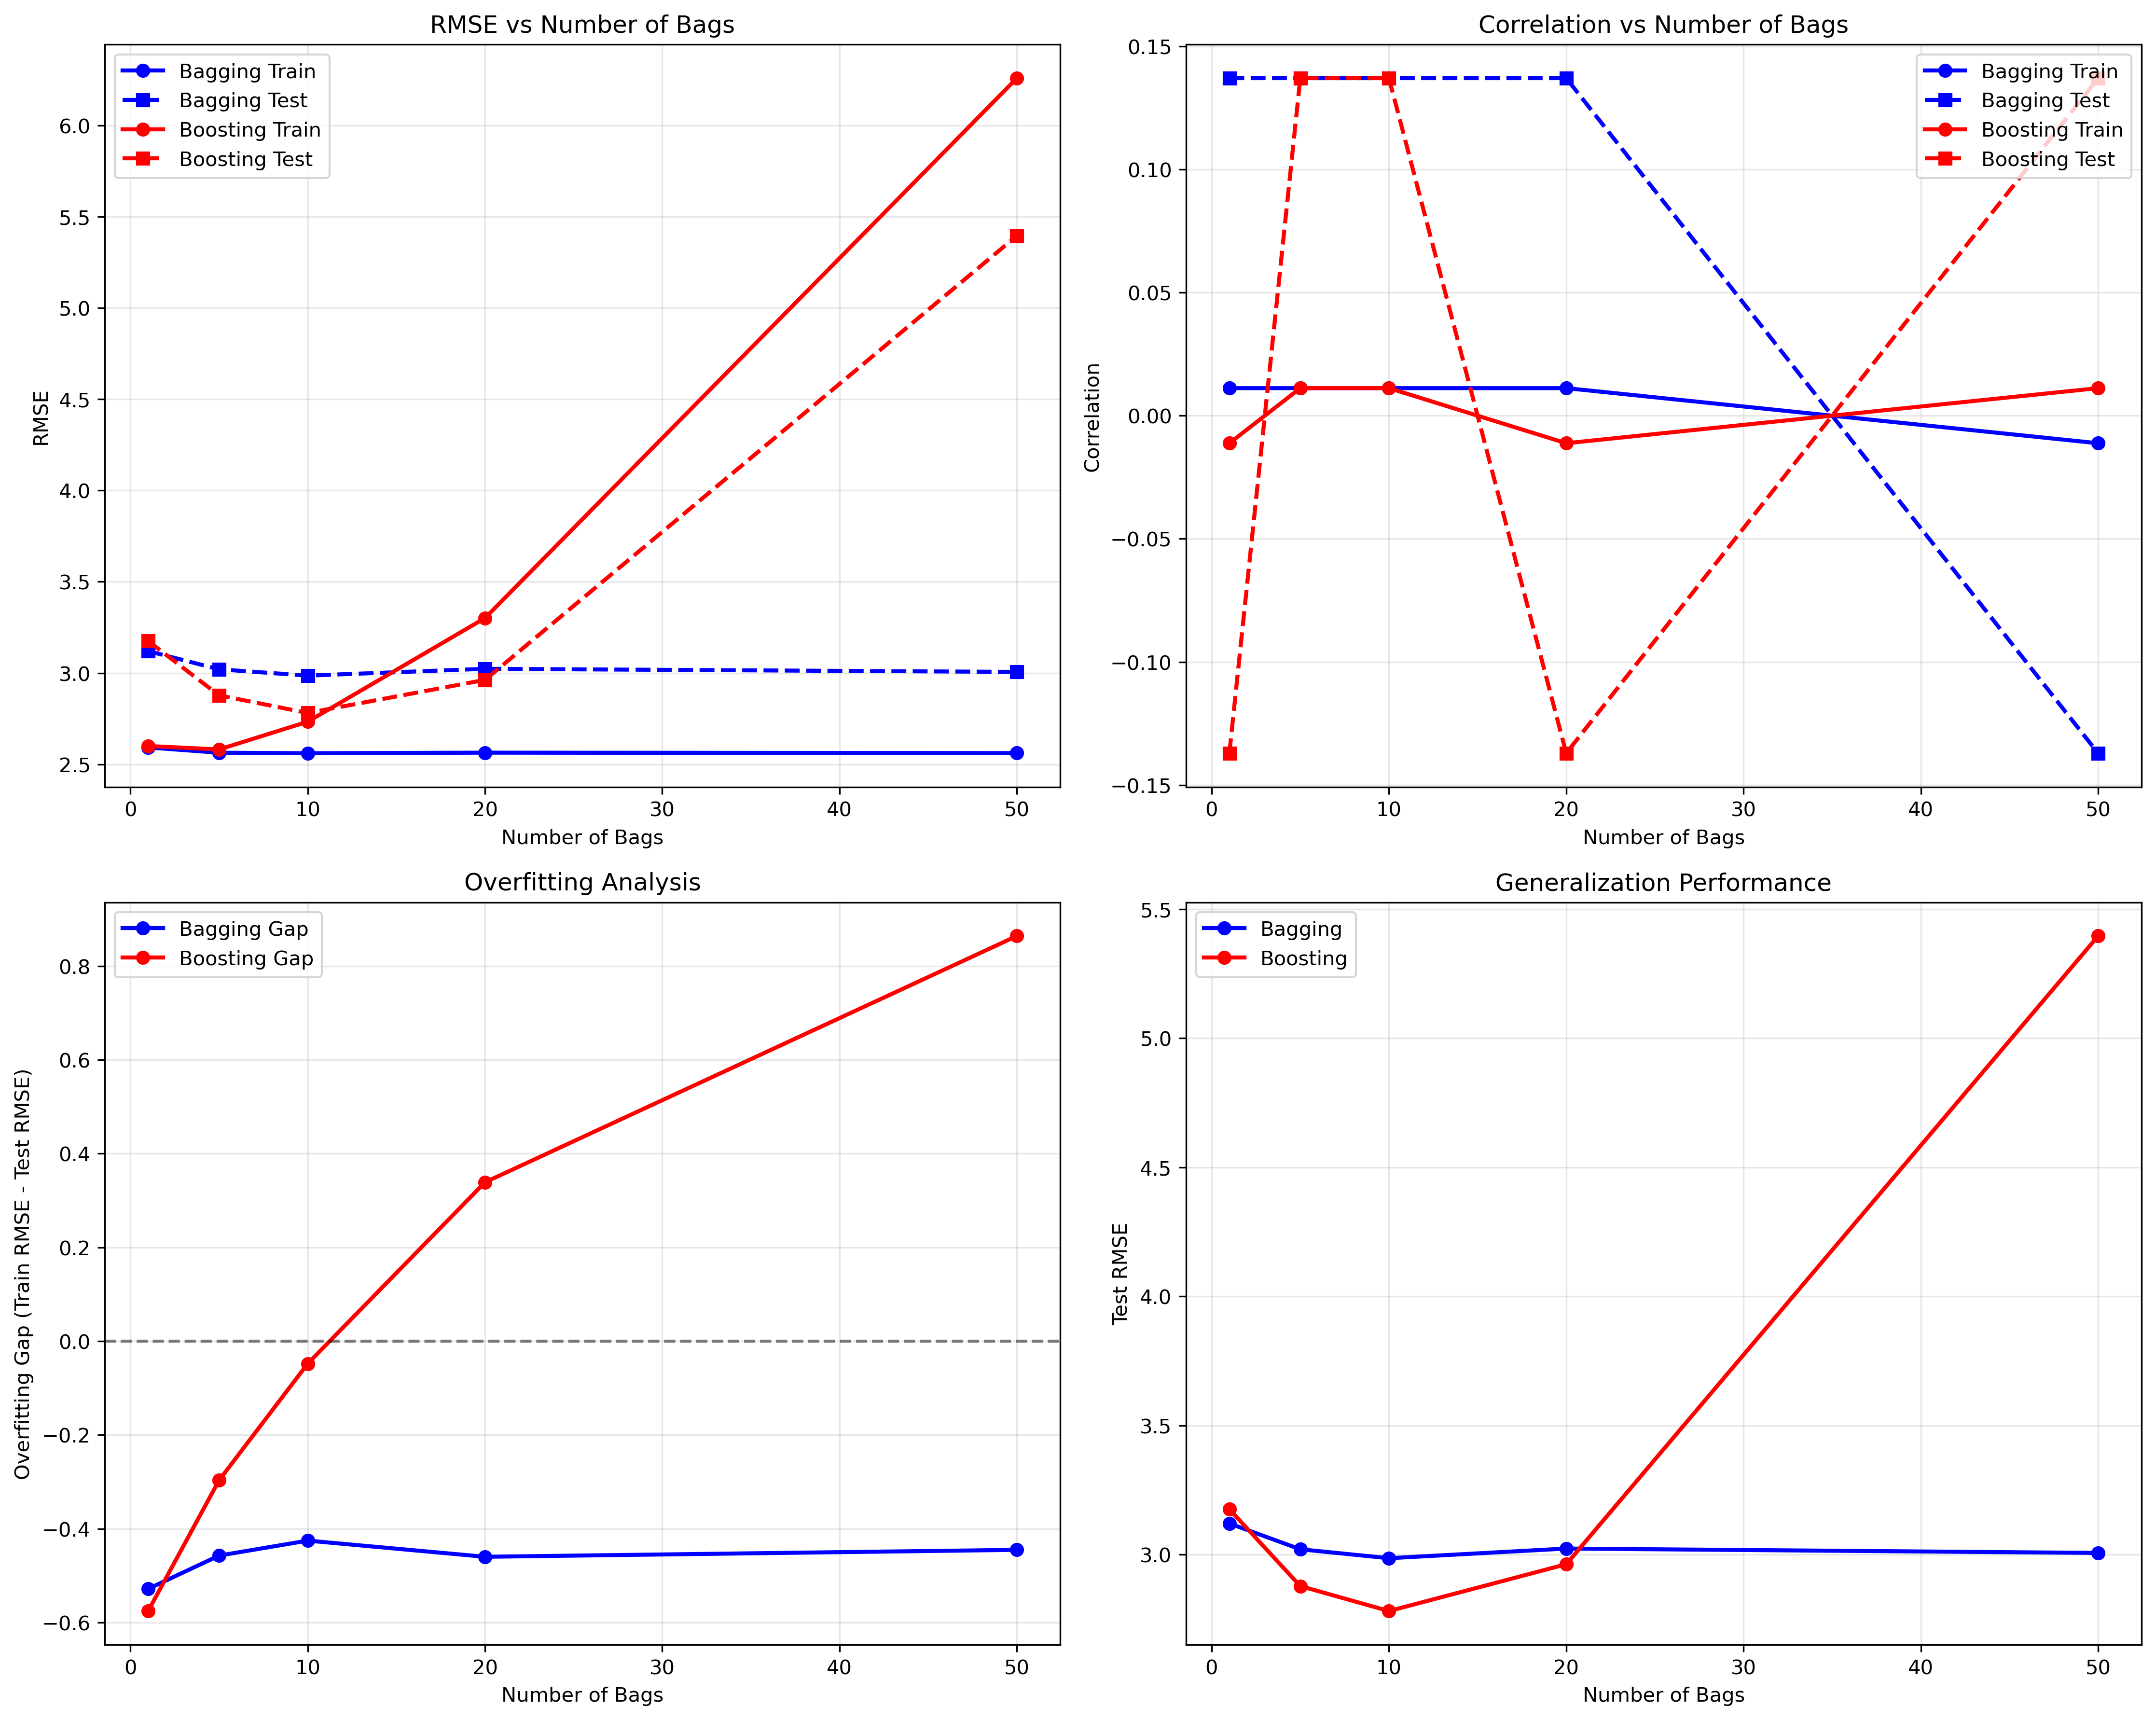 RMSE vs Number of Bags
Bagging Train
Bagging Test
Boosting Train
Boosting Test
RMSE
6.0
5.5
5.0
4.5
4.0
3.5
3.0
2.5
0 10 20 30 40 50
Number of Bags
Correlation vs Number of Bags
Bagging Train
Bagging Test
Boosting Train
Boosting Test
Correlation
0.15
0.10
0.05
0.00
−0.05
−0.10
−0.15
0 10 20 30 40 50
Number of Bags
Overfitting Analysis
Bagging Gap
Boosting Gap
Overfitting Gap (Train RMSE - Test RMSE)
0.8
0.6
0.4
0.2
0.0
−0.2
−0.4
−0.6
0 10 20 30 40 50
Number of Bags
Generalization Performance
Bagging
Boosting
Test RMSE
5.5
5.0
4.5
4.0
3.5
3.0
0 10 20 30 40 50
Number of Bags